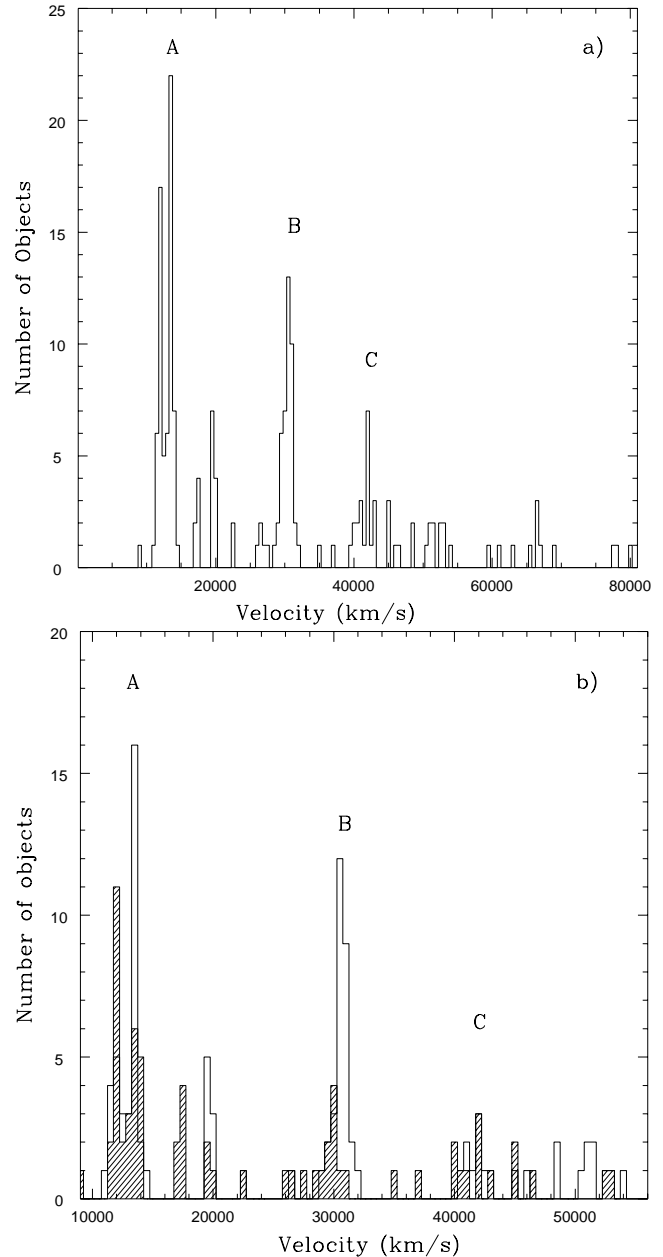 25
A
a)
20
B
15
10
C
5
0
Number of Objects
20000 40000 60000 80000
Velocity (km/s)
20
A
b)
15
B
10
C
5
0
Number of objects
10000 20000 30000 40000 50000
Velocity (km/s)